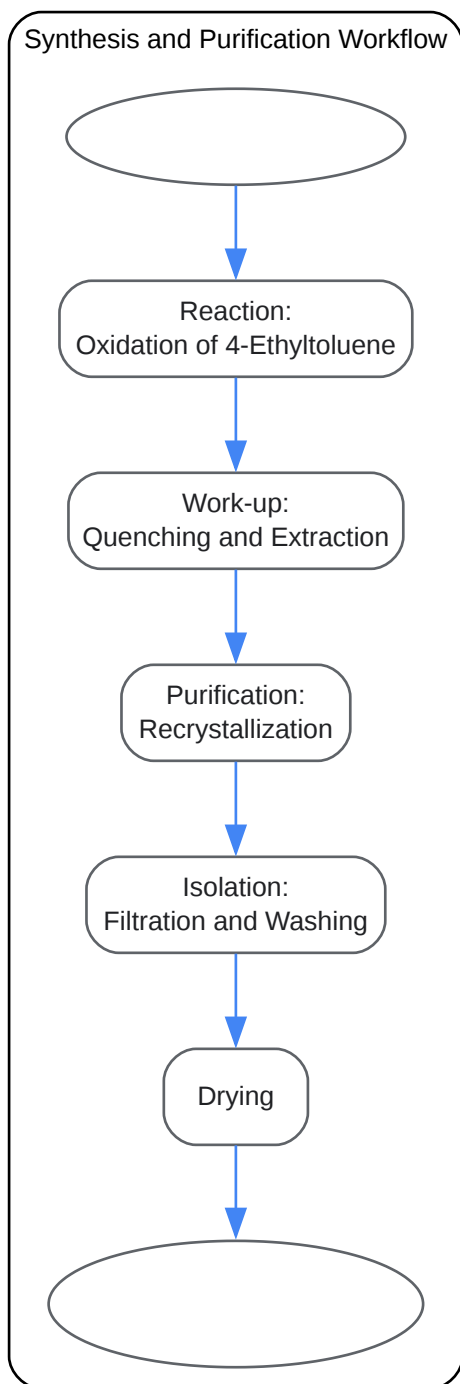 Synthesis and Purification Workflow
Reaction:
Oxidation of 4-Ethyltoluene
Work-up:
Quenching and Extraction
Purification:
Recrystallization
Isolation:
Filtration and Washing
Drying